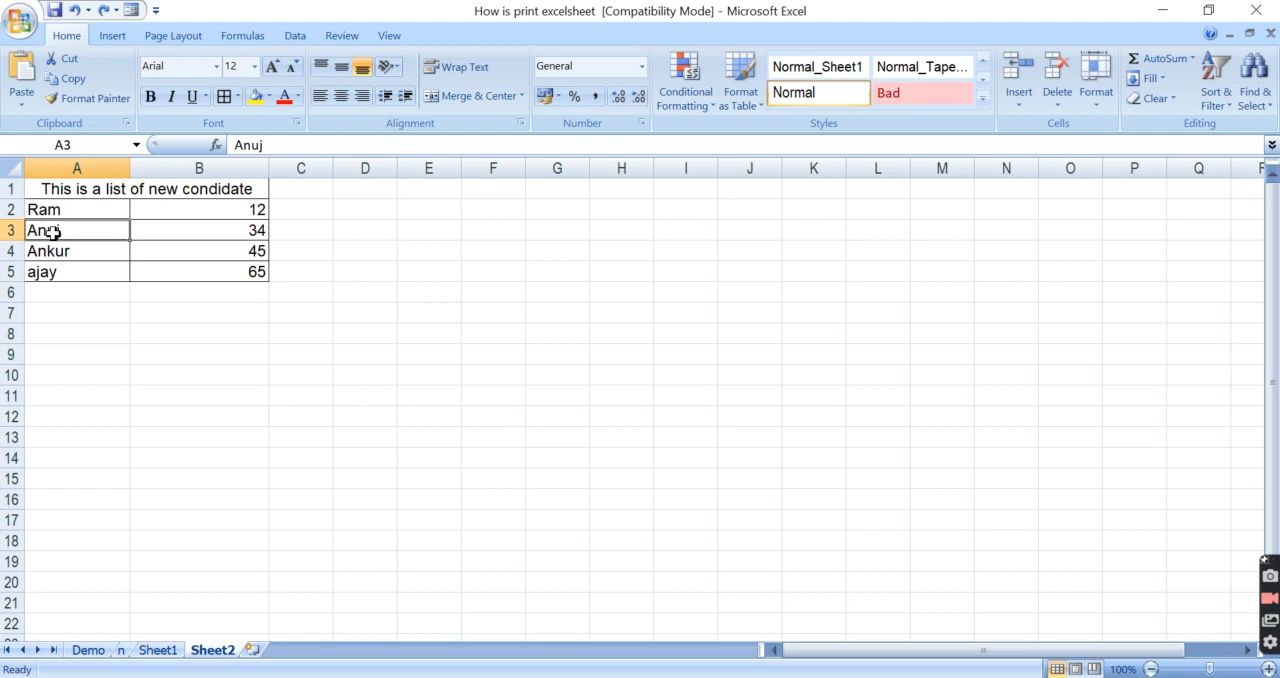 How is print excelsheet [Compatibility Mode] - Microsoft Excel
Home Insert Page Layout Formulas Data Review View
Paste
Cut
Copy
Format Painter
Clipboard
Arial 12 A A
B I U A
Font
Wrap Text
Merge & Center
Alignment
General
% ,
Number
Conditional Formatting
Format as Table
Normal_Sheet1 Normal_Tape...
Normal Bad
Styles
Insert Delete Format
Cells
Σ AutoSum
Fill
Clear
Sort & Filter
Find & Select
Editing
A3 fx Anuj
A B C D E F G H I J K L M N O P Q
1 This is a list of new condidate
2 Ram 12
3 34
4 Ankur 45
5 ajay 65
6
7
8
9
10
11
12
13
14
15
16
17
18
19
20
21
22
Demo n Sheet1 Sheet2
Ready 100%